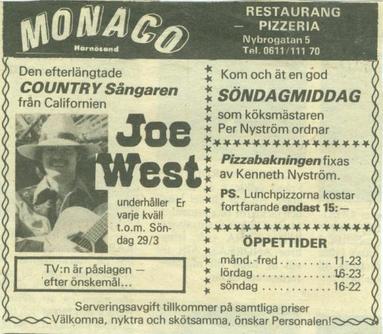 MONACO
Härnösand
RESTAURANG
— PIZZERIA
Nybrogatan 5
Tel. 0611/111 70
Den efterlängtade
COUNTRY Sångaren
från Californien
Joe
West
underhåller Er
varje kväll
t.o.m. Sön-
dag 29/3
TV:n är påslagen —
efter önskemål...
Kom och ät en god
SÖNDAGMIDDAG
som köksmästaren
Per Nyström ordnar
Pizzabakningen fixas
av Kenneth Nyström.
PS. Lunchpizzorna kostar
fortfarande endast 15:—
ÖPPETTIDER
månd.-fred . . . . . . . . 11-23
lördag . . . . . . . . . . . . 16-23
söndag . . . . . . . . . . . 16-22
Serveringsavgift tillkommer på samtliga priser
Välkomna, nyktra och skötsamma, önskar Personalen!